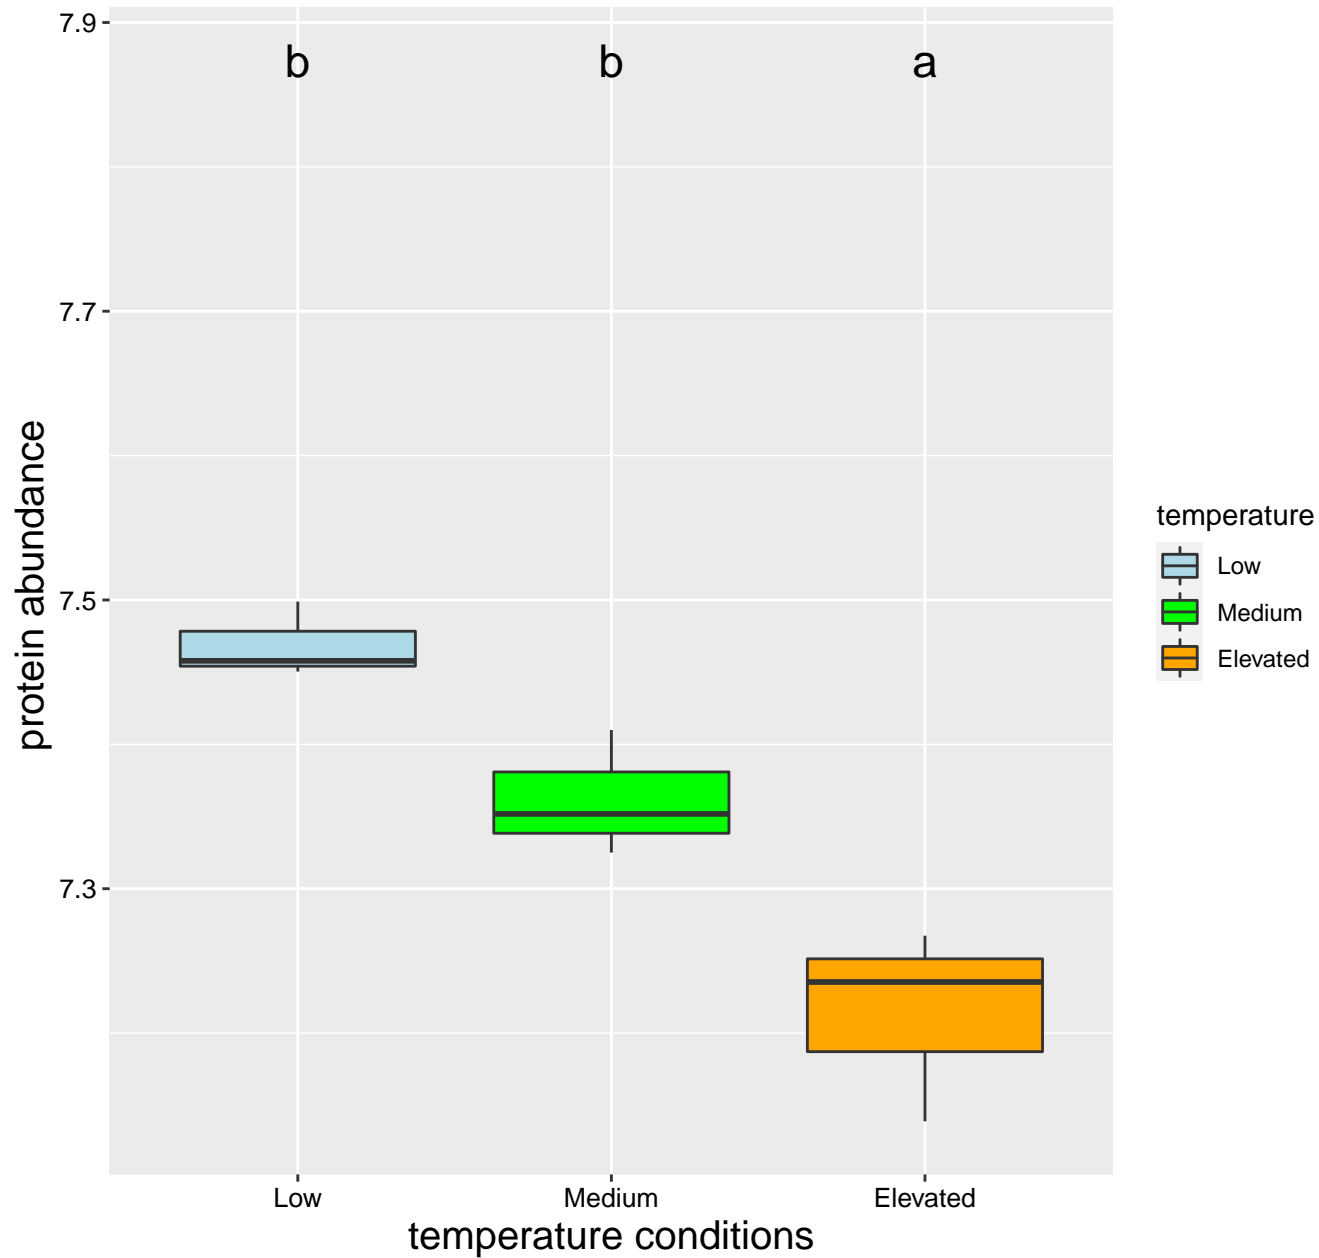 b b a
7.9
7.7
7.5
7.3
protein abundance
Low Medium Elevated
temperature conditions
temperature
Low
Medium
Elevated